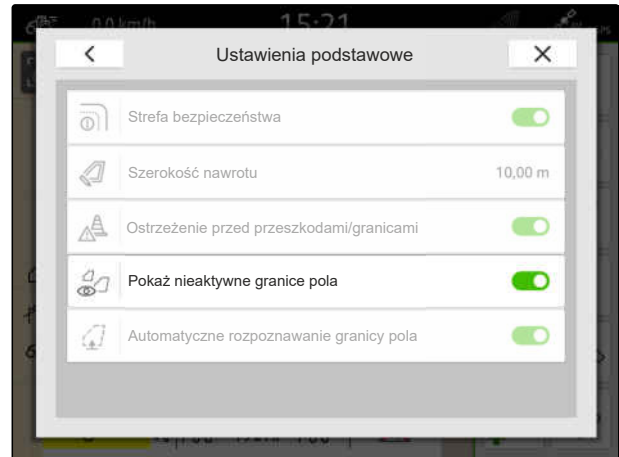 0.0 km/h
15:21
Ustawienia podstawowe
Strefa bezpieczeństwa
Szerokość nawrotu 10,00 m
Ostrzeżenie przed przeszkodami/granicami
Pokaż nieaktywne granice pola
Automatyczne rozpoznawanie granicy pola